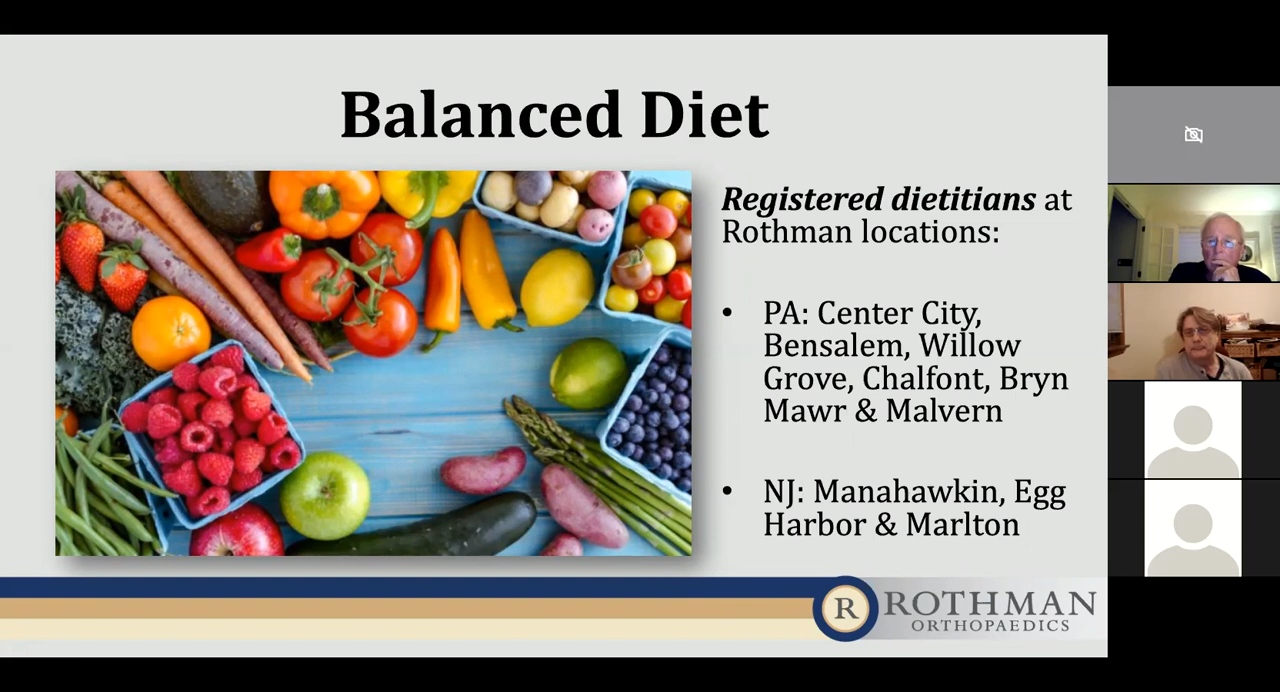 Balanced Diet
Registered dietitians at
Rothman locations:
• PA: Center City,
Bensalem, Willow
Grove, Chalfont, Bryn
Mawr & Malvern
• NJ: Manahawkin, Egg
Harbor & Marlton
R ROTHMAN
ORTHOPAEDICS